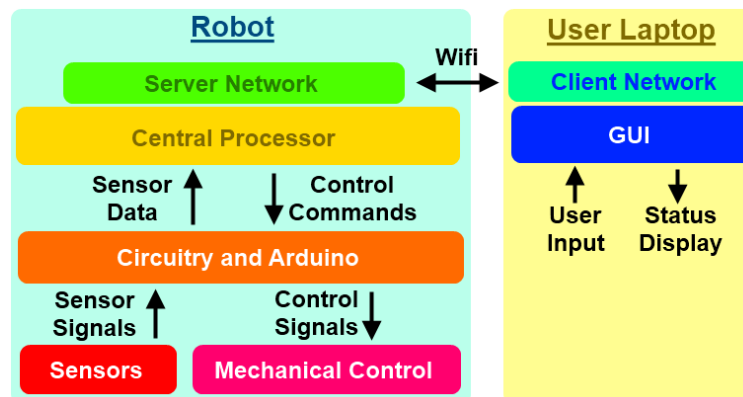 Robot
Server Network
Central Processor
Sensor
Data
Control
Commands
Circuitry and Arduino
Sensor
Signals
Control
Signals
Sensors
Mechanical Control
Wifi
User Laptop
Client Network
GUI
User
Input
Status
Display